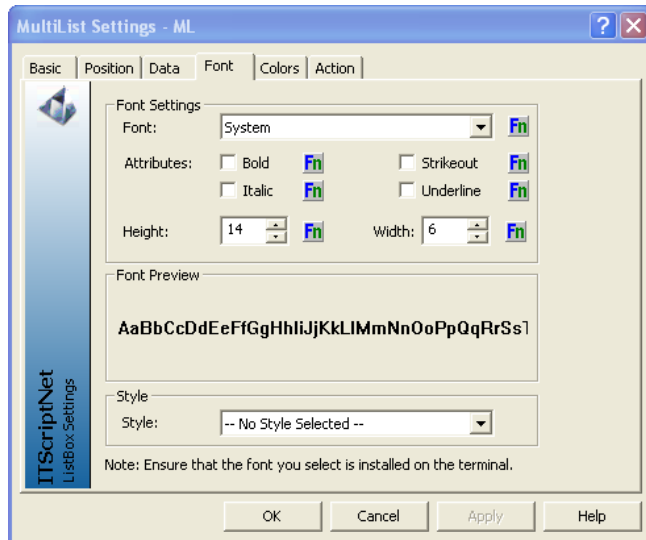 MultiList Settings - ML
Basic Position Data Font Colors Action
Font Settings
Font: System Fn
Attributes: Bold Fn Strikeout Fn
Italic Fn Underline Fn
Height: 14 Fn Width: 6 Fn
Font Preview
AaBbCcDdEeFfGgHhIiJjKkLlMmNnOoPpQqRrSs
Style
Style: -- No Style Selected --
Note: Ensure that the font you select is installed on the terminal.
ITScriptNet
ListBox Settings
OK Cancel Apply Help